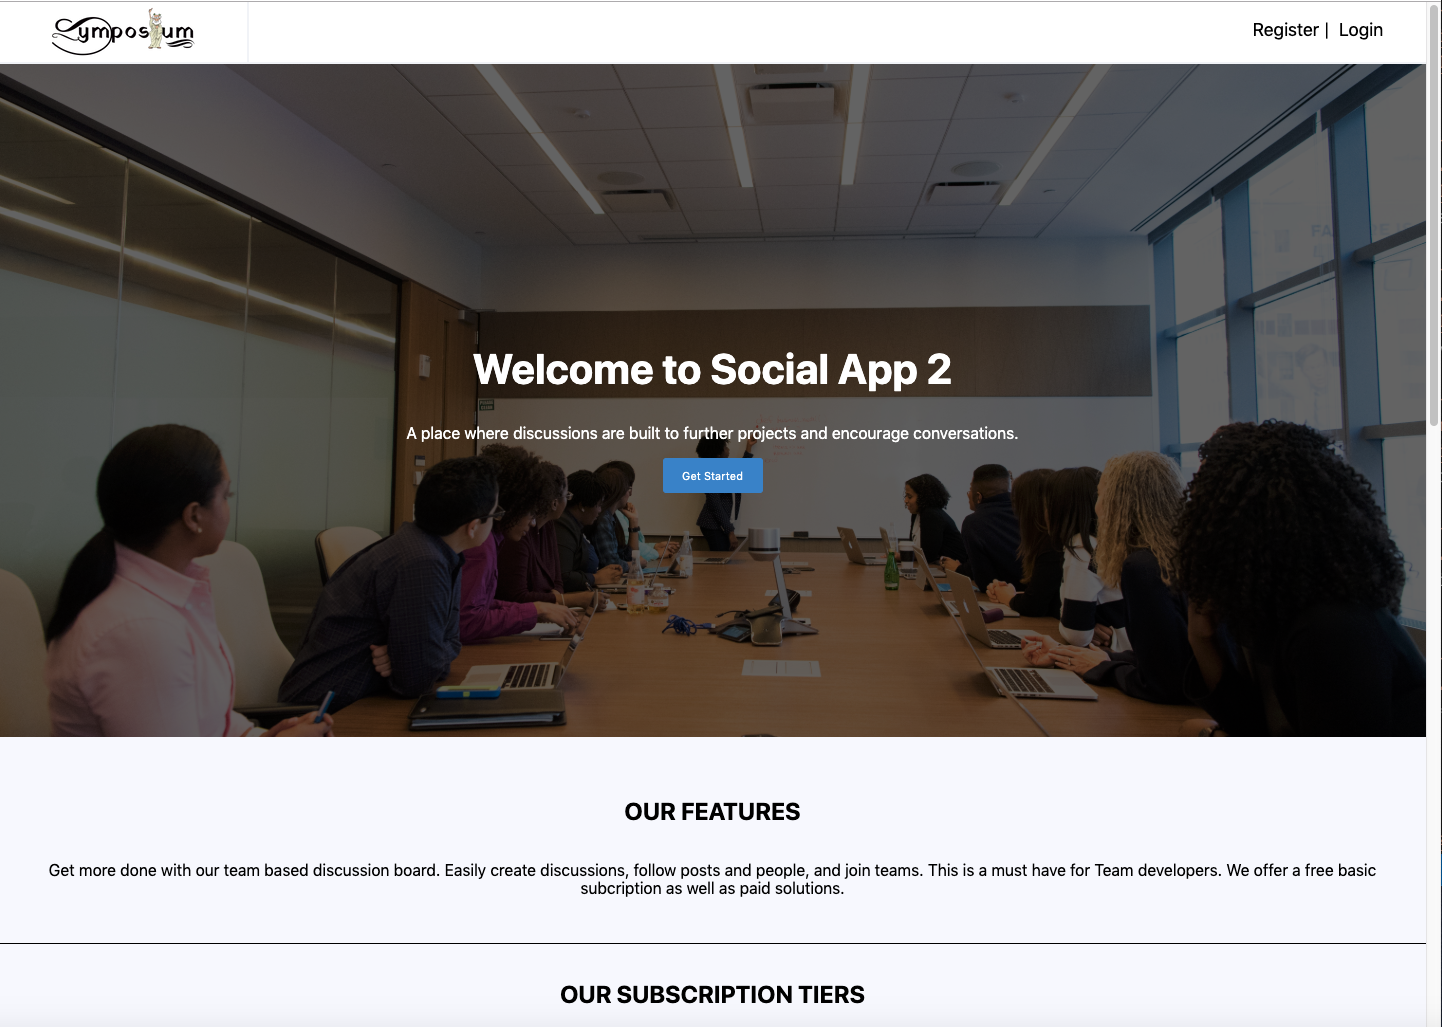 Symposium
Register | Login
Welcome to Social App 2
A place where discussions are built to further projects and encourage conversations.
Get Started
OUR FEATURES
Get more done with our team based discussion board. Easily create discussions, follow posts and people, and join teams. This is a must have for Team developers. We offer a free basic
subcription as well as paid solutions.
OUR SUBSCRIPTION TIERS